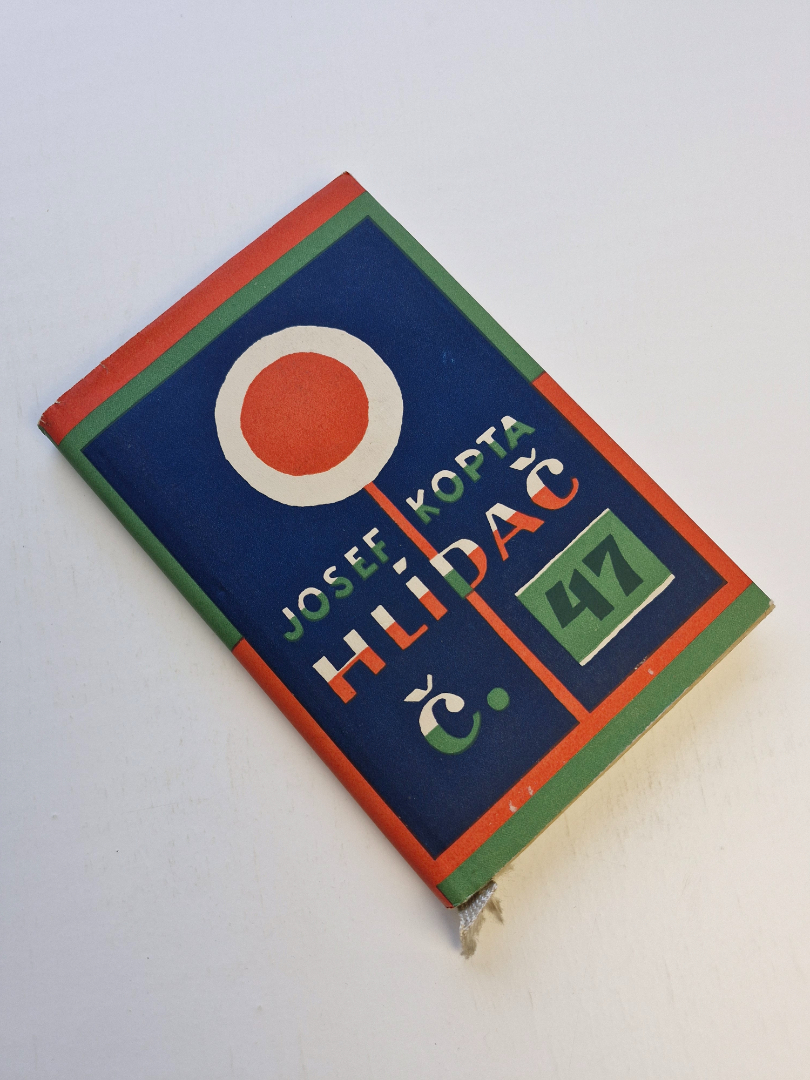 JOSEF KOPTA
HLÍDAČ
č. 47